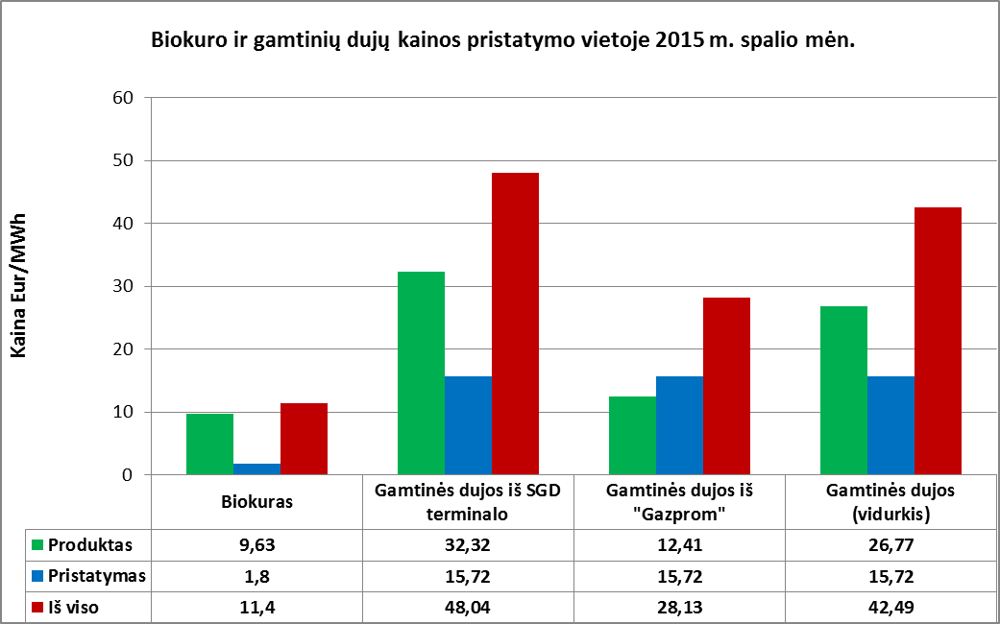 Biokuro ir gamtinių dujų kainos pristatymo vietoje 2015 m. spalio mėn.
Kaina Eur/MWh
60
50
40
30
20
10
0
Biokuras
Gamtinės dujos iš SGD
terminalo
Gamtinės dujos iš
"Gazprom"
Gamtinės dujos
(vidurkis)
Produktas 9,63 32,32 12,41 26,77
Pristatymas 1,8 15,72 15,72 15,72
Iš viso 11,4 48,04 28,13 42,49